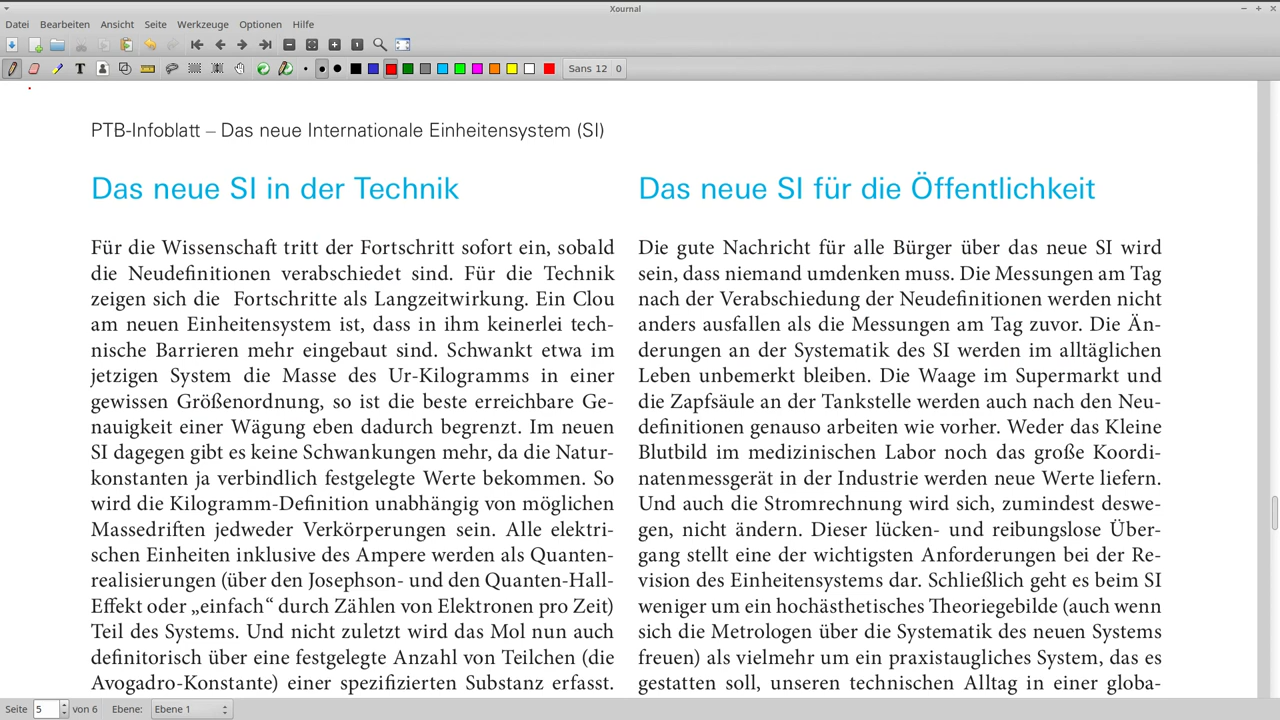 Xournal
Datei Bearbeiten Ansicht Seite Werkzeuge Optionen Hilfe
T Sans 12 0
PTB-Infoblatt – Das neue Internationale Einheitensystem (SI)
Das neue SI in der Technik
Für die Wissenschaft tritt der Fortschritt sofort ein, sobald
die Neudefinitionen verabschiedet sind. Für die Technik
zeigen sich die Fortschritte als Langzeitwirkung. Ein Clou
am neuen Einheitensystem ist, dass in ihm keinerlei tech-
nische Barrieren mehr eingebaut sind. Schwankt etwa im
jetzigen System die Masse des Ur-Kilogramms in einer
gewissen Größenordnung, so ist die beste erreichbare Ge-
nauigkeit einer Wägung eben dadurch begrenzt. Im neuen
SI dagegen gibt es keine Schwankungen mehr, da die Natur-
konstanten ja verbindlich festgelegte Werte bekommen. So
wird die Kilogramm-Definition unabhängig von möglichen
Massedriften jedweder Verkörperungen sein. Alle elektri-
schen Einheiten inklusive des Ampere werden als Quanten-
realisierungen (über den Josephson- und den Quanten-Hall-
Effekt oder „einfach“ durch Zählen von Elektronen pro Zeit)
Teil des Systems. Und nicht zuletzt wird das Mol nun auch
definitorisch über eine festgelegte Anzahl von Teilchen (die
Avogadro-Konstante) einer spezifizierten Substanz erfasst.
Das neue SI für die Öffentlichkeit
Die gute Nachricht für alle Bürger über das neue SI wird
sein, dass niemand umdenken muss. Die Messungen am Tag
nach der Verabschiedung der Neudefinitionen werden nicht
anders ausfallen als die Messungen am Tag zuvor. Die Än-
derungen an der Systematik des SI werden im alltäglichen
Leben unbemerkt bleiben. Die Waage im Supermarkt und
die Zapfsäule an der Tankstelle werden auch nach den Neu-
definitionen genauso arbeiten wie vorher. Weder das Kleine
Blutbild im medizinischen Labor noch das große Koordi-
natenmessgerät in der Industrie werden neue Werte liefern.
Und auch die Stromrechnung wird sich, zumindest deswe-
gen, nicht ändern. Dieser lücken- und reibungslose Über-
gang stellt eine der wichtigsten Anforderungen bei der Re-
vision des Einheitensystems dar. Schließlich geht es beim SI
weniger um ein hochästhetisches Theoriegebilde (auch wenn
sich die Metrologen über die Systematik des neuen Systems
freuen) als vielmehr um ein praxistaugliches System, das es
gestatten soll, unseren technischen Alltag in einer globa-
Seite 5 von 6 Ebene: Ebene 1